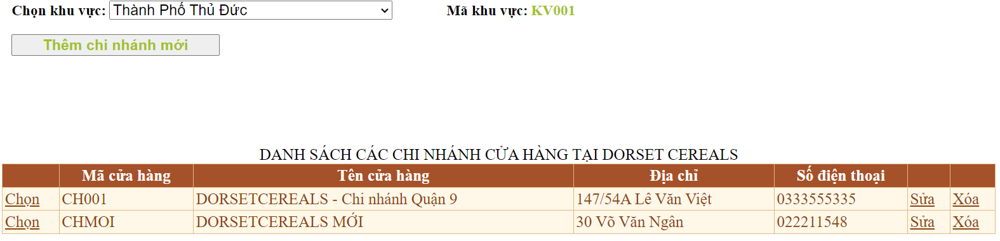 Chọn khu vực: Thành Phố Thủ Đức Mã khu vực: KV001
Thêm chi nhánh mới
DANH SÁCH CÁC CHI NHÁNH CỬA HÀNG TẠI DORSET CEREALS
Mã cửa hàng Tên cửa hàng Địa chỉ Số điện thoại
Chọn CH001 DORSETCEREALS - Chi nhánh Quận 9 147/54A Lê Văn Việt 0333555335 Sửa Xóa
Chọn CHMOI DORSETCEREALS MỚI 30 Võ Văn Ngân 022211548 Sửa Xóa